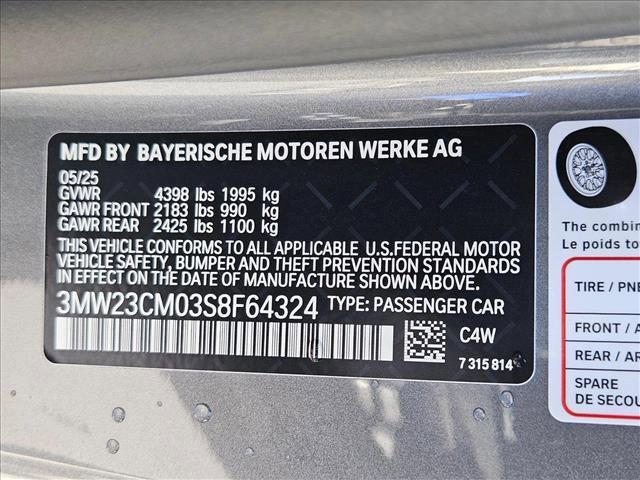 MFD BY BAYERISCHE MOTOREN WERKE AG
05/25
GVWR 4398 lbs 1995 kg
GAWR FRONT 2183 lbs 990 kg
GAWR REAR 2425 lbs 1100 kg
THIS VEHICLE CONFORMS TO ALL APPLICABLE U.S.FEDERAL MOTOR
VEHICLE SAFETY, BUMPER AND THEFT PREVENTION STANDARDS
IN EFFECT ON DATE OF MANUFACTURE SHOWN ABOVE.
3MW23CM03S8F64324 TYPE: PASSENGER CAR
C4W
7 315 814
The combin
Le poids to
TIRE / PNE
FRONT / A
REAR / AR
SPARE
DE SECOU